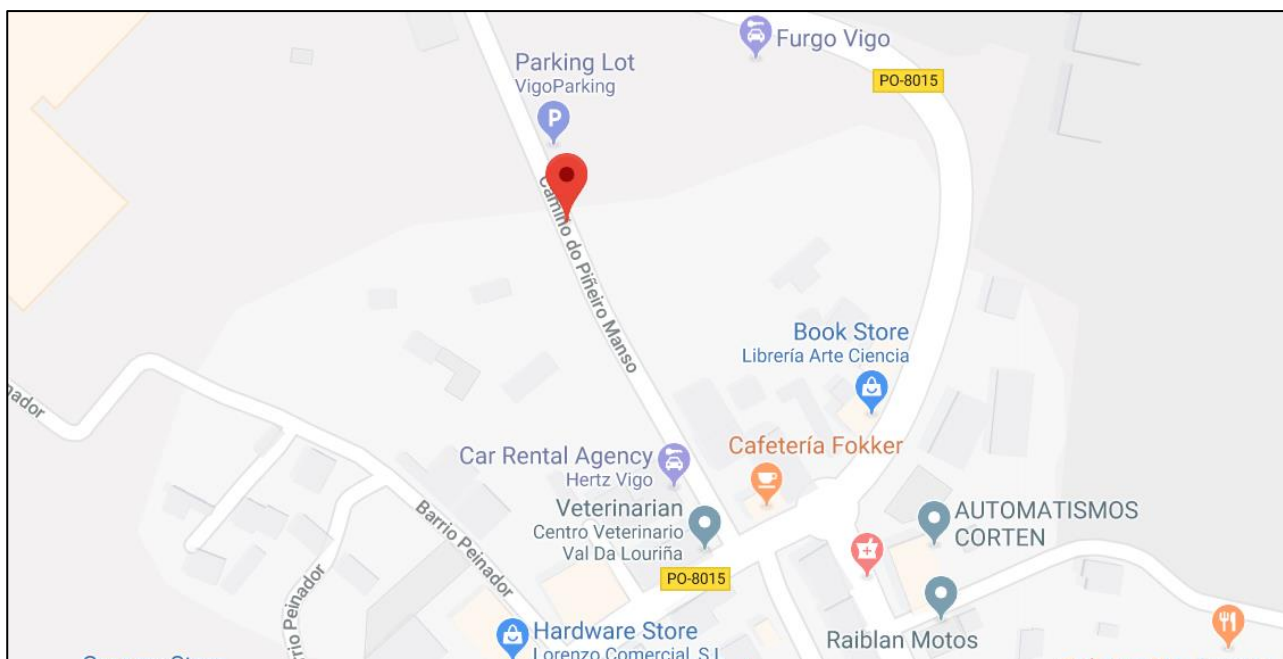 Furgo Vigo
Parking Lot
VigoParking
P
PO-8015
Camiño do Piñeiro Manso
Book Store
Librería Arte Ciencia
Cafetería Fokker
Car Rental Agency
Hertz Vigo
Veterinarian
Centro Veterinario
Val Da Louriña
AUTOMATISMOS
CORTEN
PO-8015
Barrio Peinador
Raiblan Motos
Hardware Store
Lorenzo Comercial, S.L